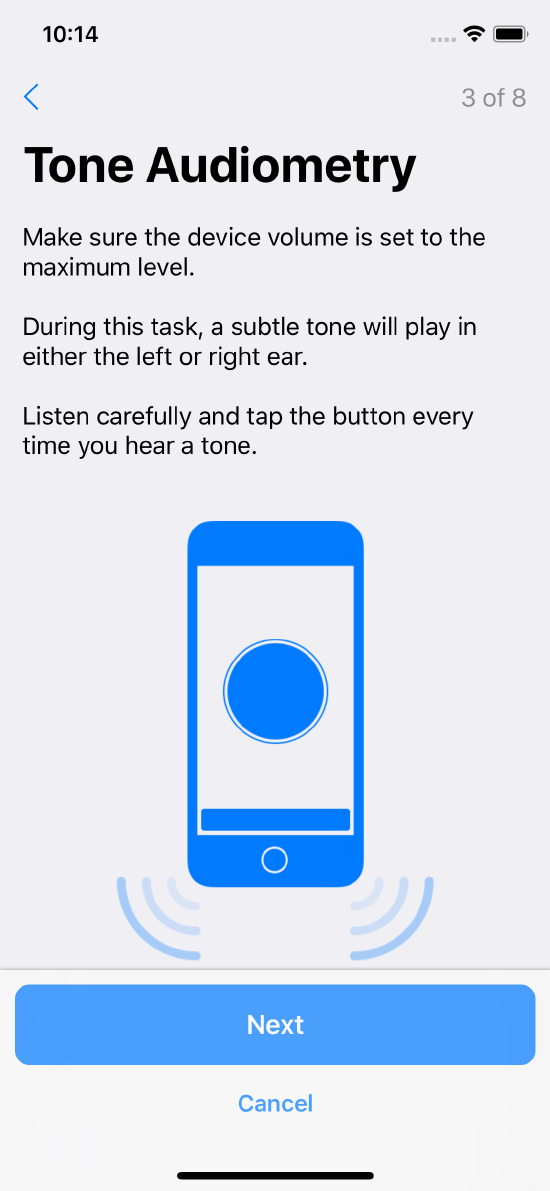 10:14
3 of 8
Tone Audiometry
Make sure the device volume is set to the
maximum level.
During this task, a subtle tone will play in
either the left or right ear.
Listen carefully and tap the button every
time you hear a tone.
Next
Cancel